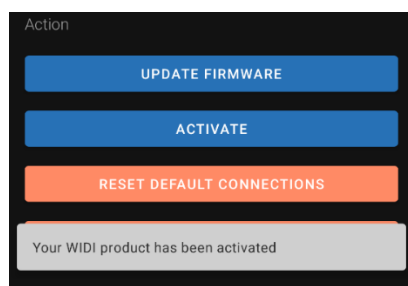 Action
UPDATE FIRMWARE
ACTIVATE
RESET DEFAULT CONNECTIONS
Your WIDI product has been activated